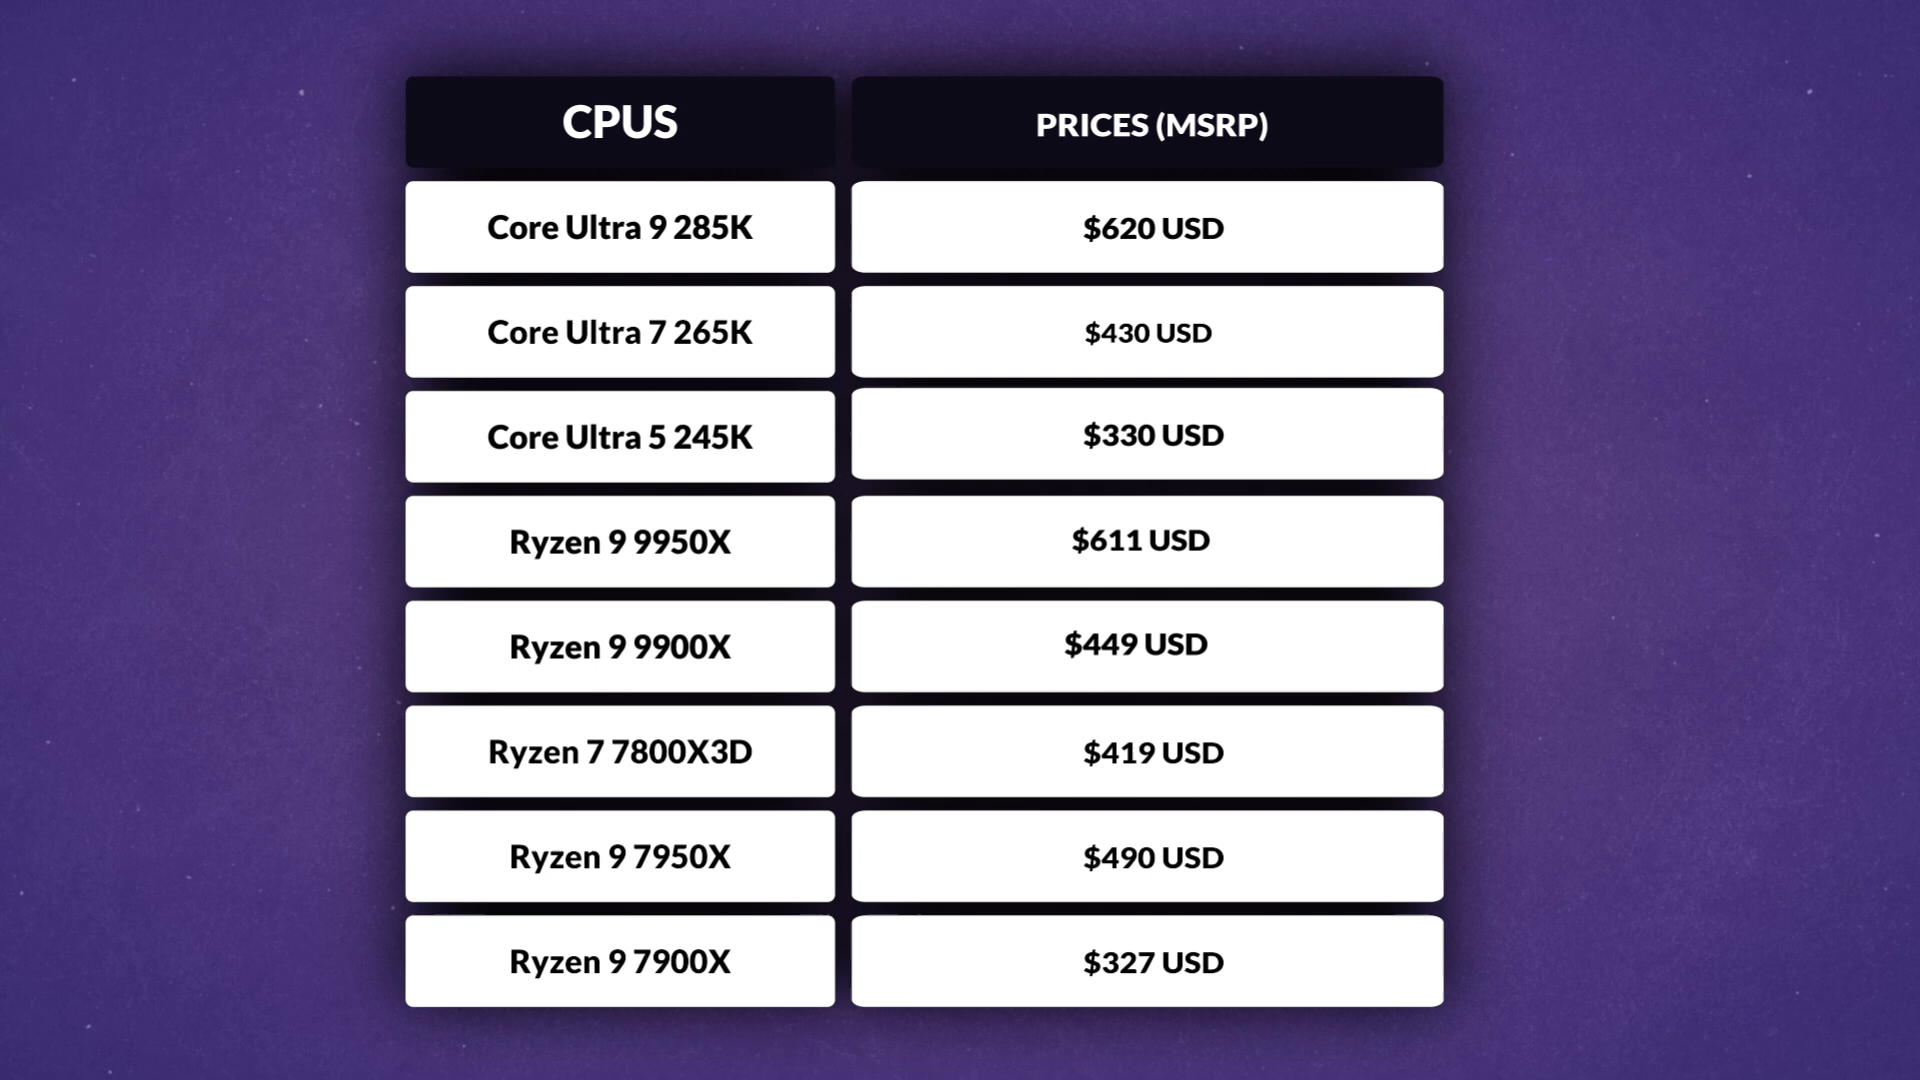 CPUS PRICES (MSRP)
Core Ultra 9 285K $620 USD
Core Ultra 7 265K $430 USD
Core Ultra 5 245K $330 USD
Ryzen 9 9950X $611 USD
Ryzen 9 9900X $449 USD
Ryzen 7 7800X3D $419 USD
Ryzen 9 7950X $490 USD
Ryzen 9 7900X $327 USD